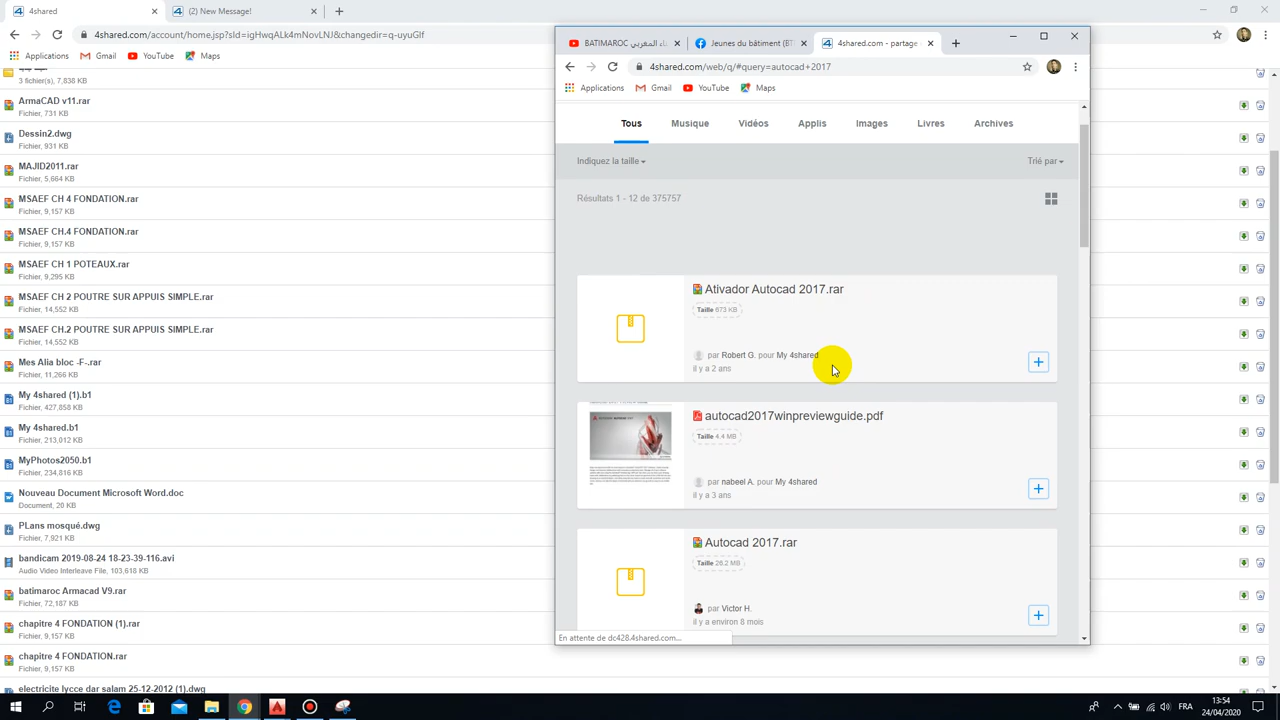 4shared
(2) New Message!
4shared.com/account/home.jsp?sId=igHwqALk4mNovLNJ&changedir=q-uyuGlf
Applications
Gmail
YouTube
Maps
3 fichier(s), 7,838 KB
ArmaCAD v11.rar
Fichier, 731 KB
Dessin2.dwg
Fichier, 931 KB
MAJID2011.rar
Fichier, 5,664 KB
MSAEF CH 4 FONDATION.rar
Fichier, 9,157 KB
MSAEF CH.4 FONDATION.rar
Fichier, 9,157 KB
MSAEF CH 1 POTEAUX.rar
Fichier, 9,295 KB
MSAEF CH 2 POUTRE SUR APPUIS SIMPLE.rar
Fichier, 14,552 KB
MSAEF CH.2 POUTRE SUR APPUIS SIMPLE.rar
Fichier, 14,552 KB
Mes Alia bloc -F-.rar
Fichier, 11,266 KB
My 4shared (1).b1
Fichier, 427,858 KB
My 4shared.b1
Fichier, 213,012 KB
MyPhotos2050.b1
Fichier, 234,816 KB
Nouveau Document Microsoft Word.doc
Document, 20 KB
PLans mosqué.dwg
Fichier, 7,921 KB
bandicam 2019-08-24 18-23-39-116.avi
Audio Video Interleave File, 103,618 KB
batimaroc Armacad V9.rar
Fichier, 72,187 KB
chapitre 4 FONDATION (1).rar
Fichier, 9,157 KB
chapitre 4 FONDATION.rar
Fichier, 9,157 KB
electricite lycce dar salam 25-12-2012 (1).dwg
BATIMAROC
Jeunes du bâtiment (BT
4shared.com - partage
4shared.com/web/q/#query=autocad+2017
Applications
Gmail
YouTube
Maps
Tous
Musique
Vidéos
Applis
Images
Livres
Archives
Indiquez la taille
Trié par
Résultats 1 - 12 de 375757
Ativador Autocad 2017.rar
Taille 673 KB
par Robert G. pour My 4shared
il y a 2 ans
autocad2017winpreviewguide.pdf
Taille 4.4 MB
par nabeel A. pour My 4shared
il y a 3 ans
Autocad 2017.rar
Taille 26.2 MB
par Victor H.
il y a environ 8 mois
En attente de dc428.4shared.com...
FRA
13:54
24/04/2020